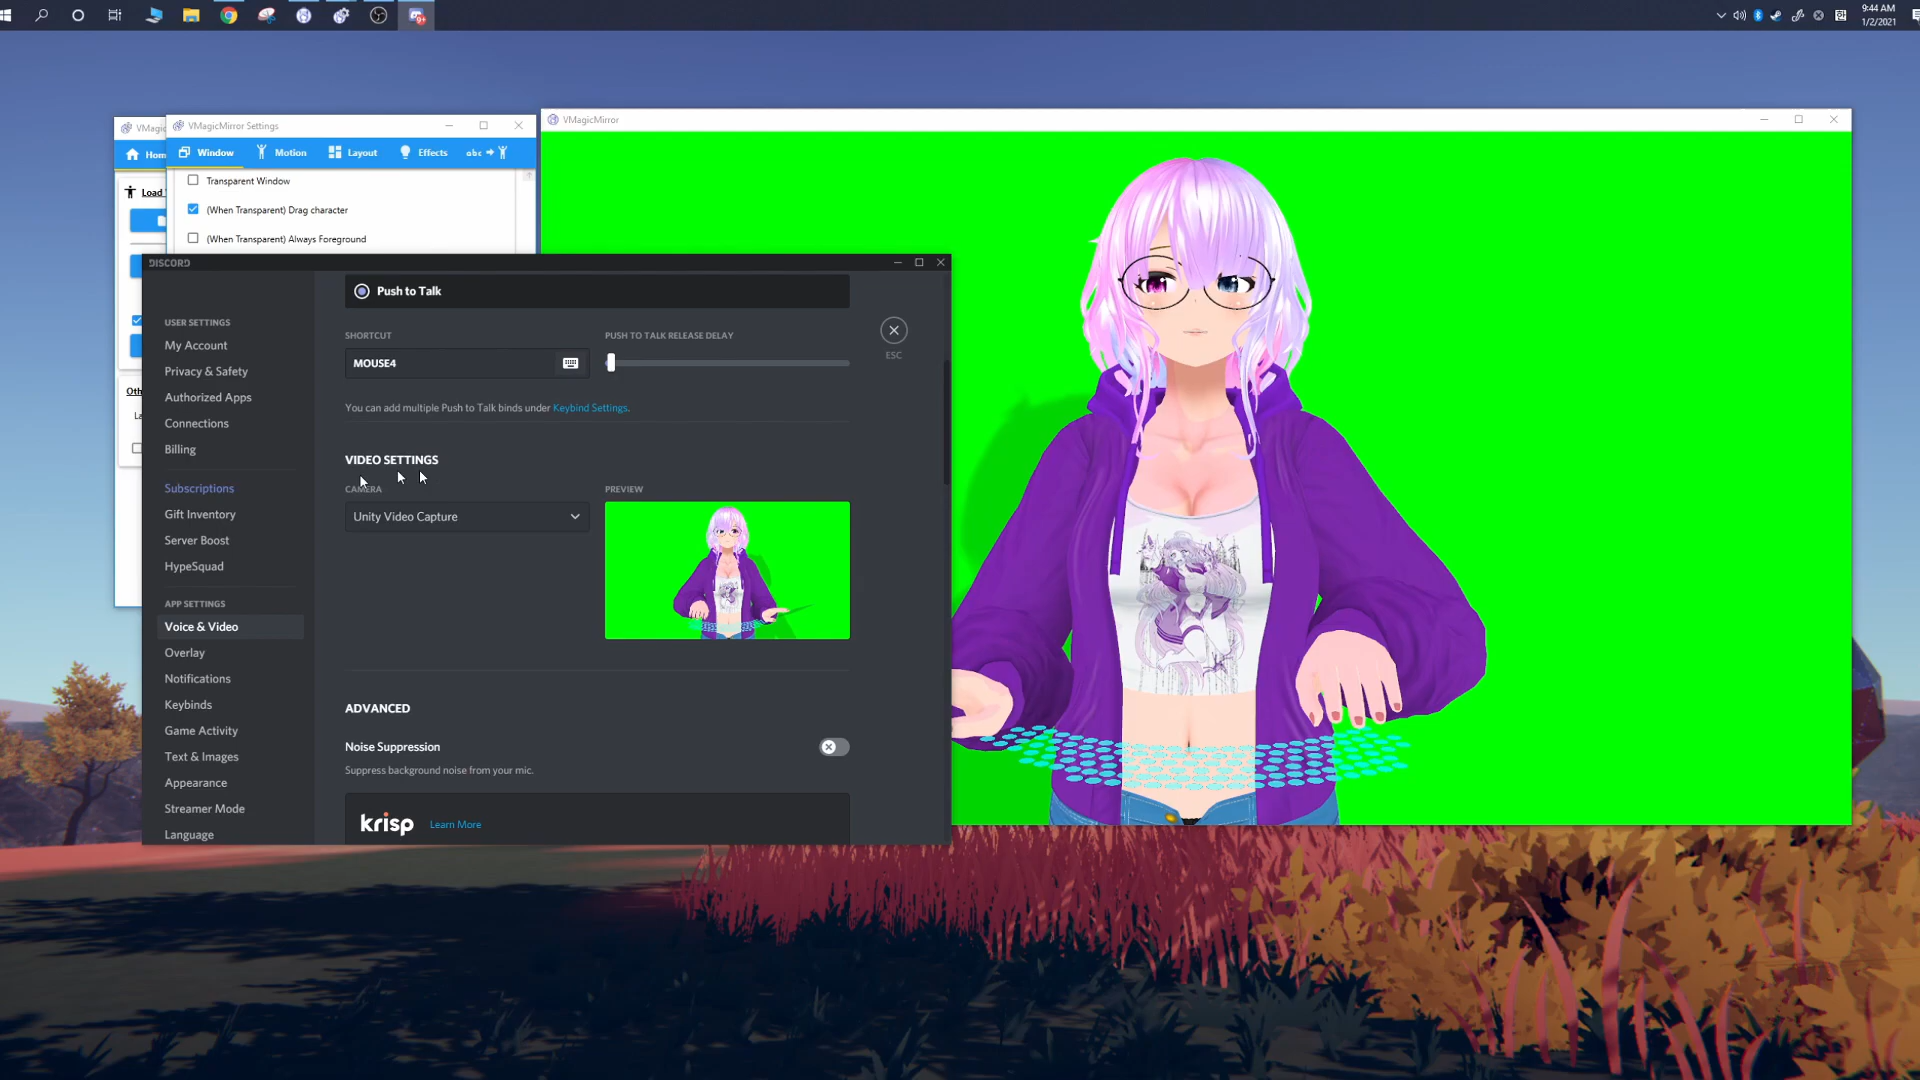 9:44 AM
1/2/2021
VMagic
VMagicMirror Settings
VMagicMirror
Hom
Window
Motion
Layout
Effects
abc
Load
Transparent Window
(When Transparent) Drag character
(When Transparent) Always Foreground
Oth
La
DISCORD
USER SETTINGS
My Account
Privacy & Safety
Authorized Apps
Connections
Billing
Subscriptions
Gift Inventory
Server Boost
HypeSquad
APP SETTINGS
Voice & Video
Overlay
Notifications
Keybinds
Game Activity
Text & Images
Appearance
Streamer Mode
Language
Push to Talk
SHORTCUT
PUSH TO TALK RELEASE DELAY
MOUSE4
ESC
You can add multiple Push to Talk binds under Keybind Settings.
VIDEO SETTINGS
CAMERA
PREVIEW
Unity Video Capture
ADVANCED
Noise Suppression
Suppress background noise from your mic.
krisp
Learn More